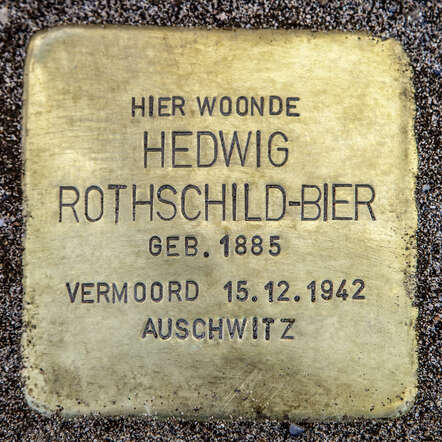 HIER WOONDE
HEDWIG
ROTHSCHILD-BIER
GEB. 1885
VERMOORD 15.12.1942
AUSCHWITZ